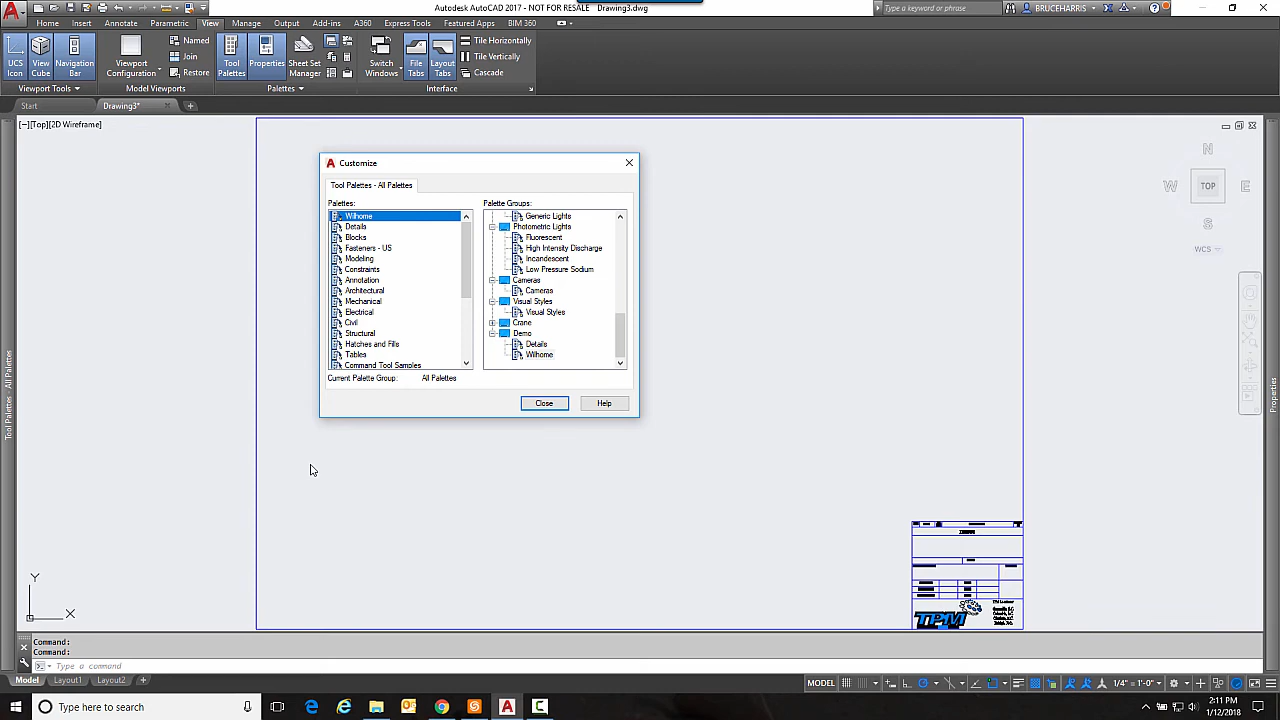 Autodesk AutoCAD 2017 - NOT FOR RESALE Drawing3.dwg
Type a keyword or phrase
BRUCEHARRIS
Home Insert Annotate Parametric View Manage Output Add-ins A360 Express Tools Featured Apps BIM 360
UCS Icon
View Cube
Navigation Bar
Viewport Configuration
Named
Join
Restore
Tool Palettes
Properties
Sheet Set Manager
Switch Windows
File Tabs
Layout Tabs
Tile Horizontally
Tile Vertically
Cascade
Viewport Tools
Model Viewports
Palettes
Interface
Start
Drawing3*
[−][Top][2D Wireframe]
N
W
TOP
E
S
WCS
Customize
Tool Palettes - All Palettes
Palettes:
Wilhome
Details
Blocks
Fasteners - US
Modeling
Constraints
Annotation
Architectural
Mechanical
Electrical
Civil
Structural
Hatches and Fills
Tables
Command Tool Samples
Palette Groups:
Generic Lights
Photometric Lights
Fluorescent
High Intensity Discharge
Incandescent
Low Pressure Sodium
Cameras
Cameras
Visual Styles
Visual Styles
Crane
Demo
Details
Wilhome
Current Palette Group: All Palettes
Close
Help
Tool Palettes - All Palettes
Properties
TPM
Y
X
Command:
Command:
Type a command
Model
Layout1
Layout2
MODEL
1/4" = 1'-0"
Type here to search
2:11 PM
1/12/2018